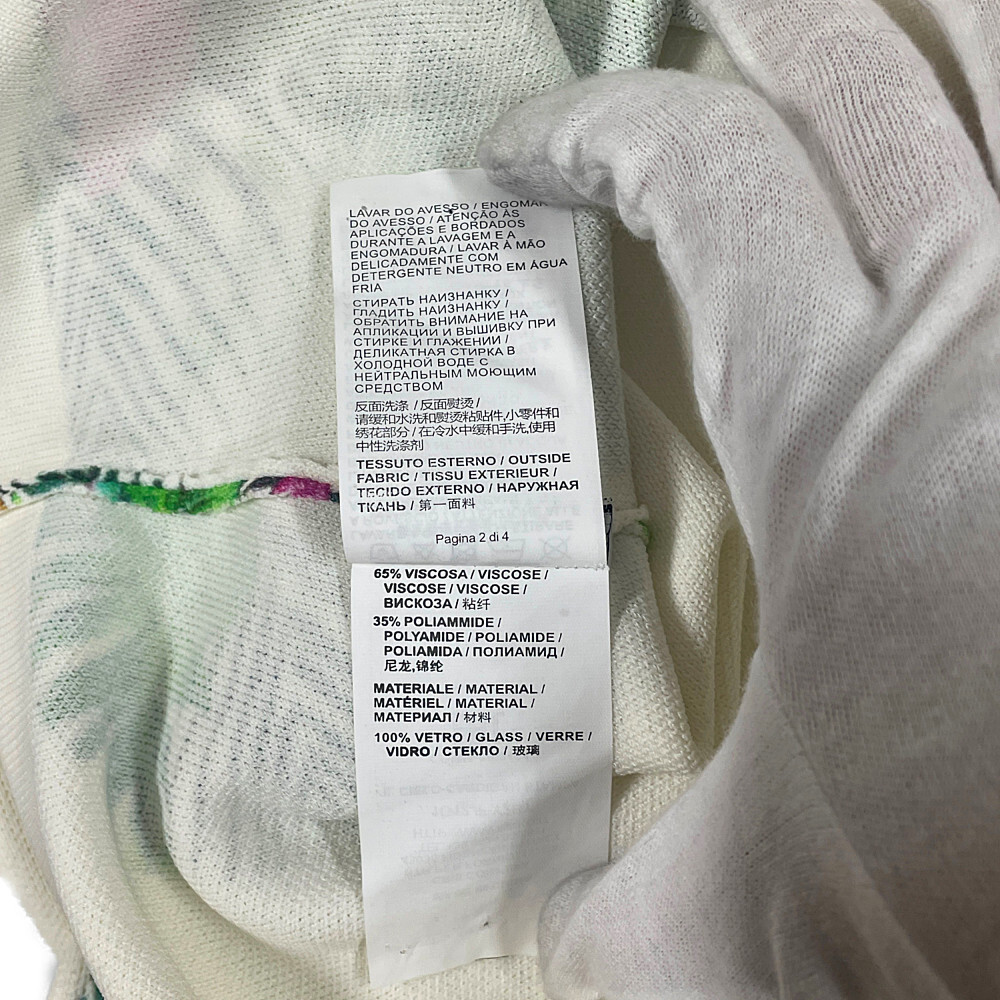 LAVAR DO AVESSO / ENGOMAR
DO AVESSO / ATENÇÃO ÀS
APLICAÇÕES E BORDADOS
DURANTE A LAVAGEM E A
ENGOMADURA / LAVAR À MÃO
DELICADAMENTE COM
DETERGENTE NEUTRO EM ÁGUA
FRIA
СТИРАТЬ НАИЗНАНКУ /
ГЛАДИТЬ НАИЗНАНКУ /
ОБРАТИТЬ ВНИМАНИЕ НА
АПЛИКАЦИИ И ВЫШИВКУ ПРИ
СТИРКЕ И ГЛАЖЕНИИ /
ДЕЛИКАТНАЯ СТИРКА В
ХОЛОДНОЙ ВОДЕ С
НЕЙТРАЛЬНЫМ МОЮЩИМ
СРЕДСТВОМ
反面洗涤 / 反面熨烫 /
请缓和水洗和熨烫粘贴件,小零件和
绣花部分 / 在冷水中缓和手洗,使用
中性洗涤剂
TESSUTO ESTERNO / OUTSIDE
FABRIC / TISSU EXTERIEUR /
TECIDO EXTERNO / НАРУЖНАЯ
ТКАНЬ / 第一面料
Pagina 2 di 4
65% VISCOSA / VISCOSE /
VISCOSE / VISCOSE /
ВИСКОЗА / 粘纤
35% POLIAMMIDE /
POLYAMIDE / POLIAMIDE /
POLIAMIDA / ПОЛИАМИД /
尼龙,锦纶
MATERIALE / MATERIAL /
MATÉRIEL / MATERIAL /
МАТЕРИАЛ / 材料
100% VETRO / GLASS / VERRE /
VIDRO / СТЕКЛО / 玻璃